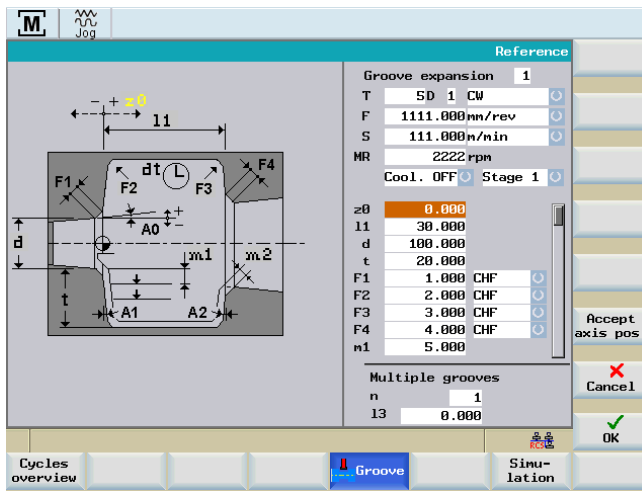 M
Jog
Reference
Groove expansion 1
T 5 D 1 CW
F 1111.000 mm/rev
S 111.000 m/min
MR 2222 rpm
Cool. OFF Stage 1
z0 0.000
l1 30.000
d 100.000
t 20.000
F1 1.000 CHF
F2 2.000 CHF
F3 3.000 CHF
F4 4.000 CHF
m1 5.000
Multiple grooves
n 1
l3 0.000
- + z0
l1
F1
F2
dt
F3
F4
A0
+
-
d
m1
m2
t
A1
A2
Accept
axis pos
Cancel
OK
RCS
Cycles
overview
Groove
Simu-
lation